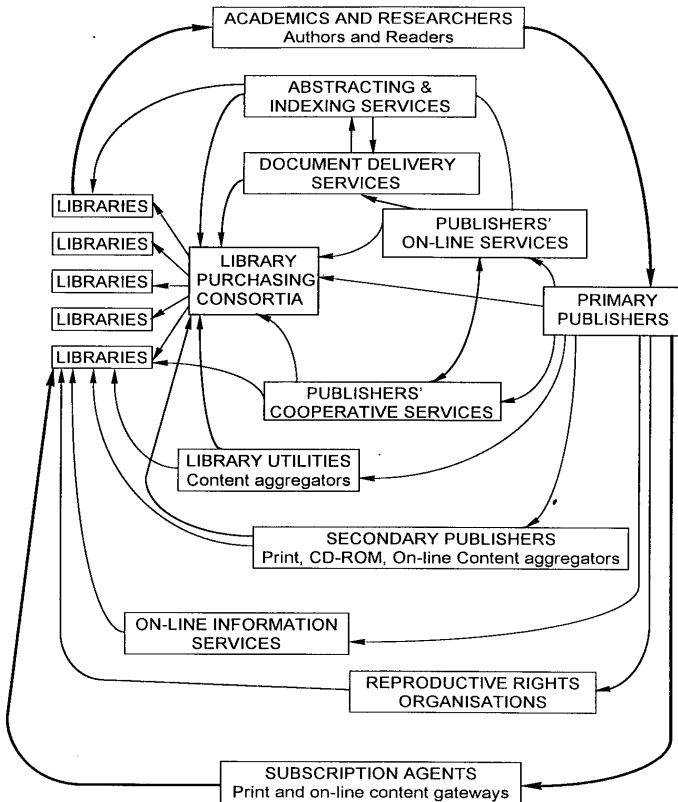 ACADEMICS AND RESEARCHERS
Authors and Readers
ABSTRACTING &
INDEXING SERVICES
DOCUMENT DELIVERY
SERVICES
LIBRARIES
LIBRARIES
LIBRARIES
LIBRARIES
LIBRARIES
LIBRARY
PURCHASING
CONSORTIA
PUBLISHERS'
ON-LINE SERVICES
PRIMARY
PUBLISHERS
PUBLISHERS'
COOPERATIVE SERVICES
LIBRARY UTILITIES
Content aggregators
SECONDARY PUBLISHERS
Print, CD-ROM, On-line Content aggregators
ON-LINE INFORMATION
SERVICES
REPRODUCTIVE RIGHTS
ORGANISATIONS
SUBSCRIPTION AGENTS
Print and on-line content gateways